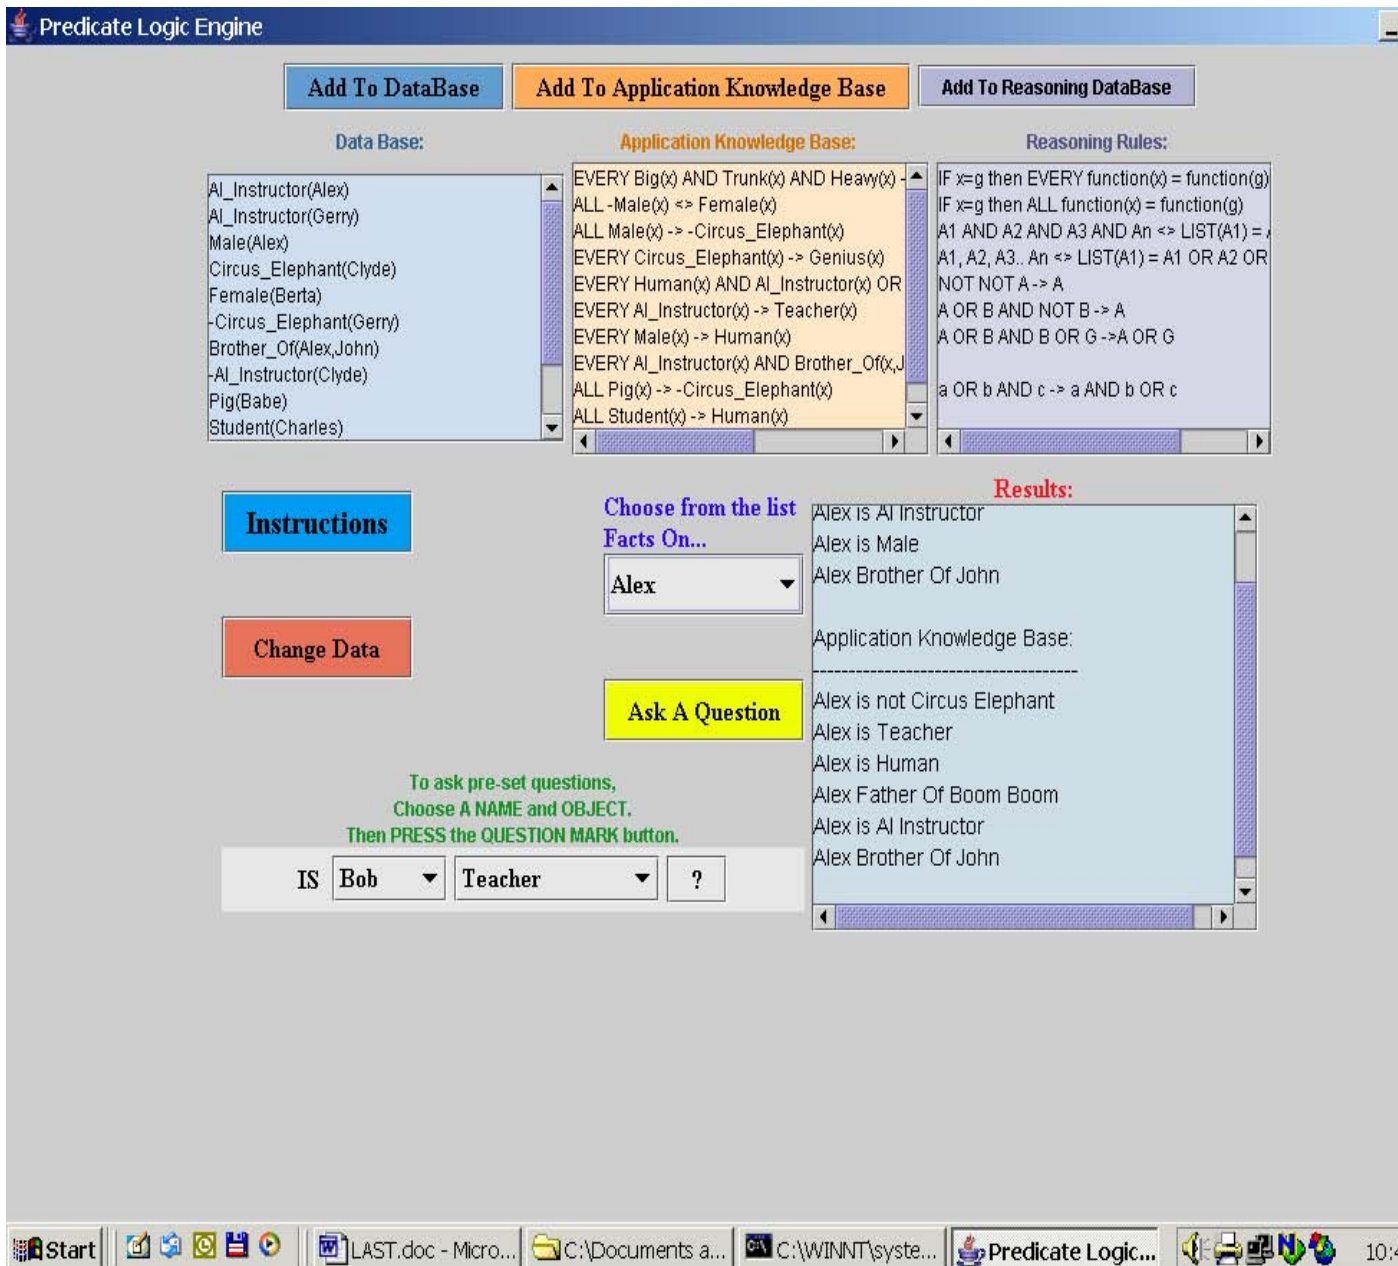 Predicate Logic Engine
Add To DataBase
Add To Application Knowledge Base
Add To Reasoning DataBase
Data Base:
Application Knowledge Base:
Reasoning Rules:
AI_Instructor(Alex)
AI_Instructor(Gerry)
Male(Alex)
Circus_Elephant(Clyde)
Female(Berta)
-Circus_Elephant(Gerry)
Brother_Of(Alex,John)
-AI_Instructor(Clyde)
Pig(Babe)
Student(Charles)
EVERY Big(x) AND Trunk(x) AND Heavy(x) -
ALL -Male(x) <> Female(x)
ALL Male(x) -> -Circus_Elephant(x)
EVERY Circus_Elephant(x) -> Genius(x)
EVERY Human(x) AND AI_Instructor(x) OR
EVERY AI_Instructor(x) -> Teacher(x)
EVERY Male(x) -> Human(x)
EVERY AI_Instructor(x) AND Brother_Of(x,J
ALL Pig(x) -> -Circus_Elephant(x)
ALL Student(x) -> Human(x)
IF x=g then EVERY function(x) = function(g)
IF x=g then ALL function(x) = function(g)
A1 AND A2 AND A3 AND An <> LIST(A1) =
A1, A2, A3.. An <> LIST(A1) = A1 OR A2 OR
NOT NOT A -> A
A OR B AND NOT B -> A
A OR B AND B OR G ->A OR G
a OR b AND c -> a AND b OR c
Instructions
Change Data
Choose from the list
Facts On...
Alex
Ask A Question
To ask pre-set questions,
Choose A NAME and OBJECT.
Then PRESS the QUESTION MARK button.
IS Bob Teacher ?
Results:
Alex is AI Instructor
Alex is Male
Alex Brother Of John
Application Knowledge Base:
-------------------------------------
Alex is not Circus Elephant
Alex is Teacher
Alex is Human
Alex Father Of Boom Boom
Alex is AI Instructor
Alex Brother Of John
Start
LAST.doc - Micro...
C:\Documents a...
C:\WINNT\syste...
Predicate Logic...
10:4